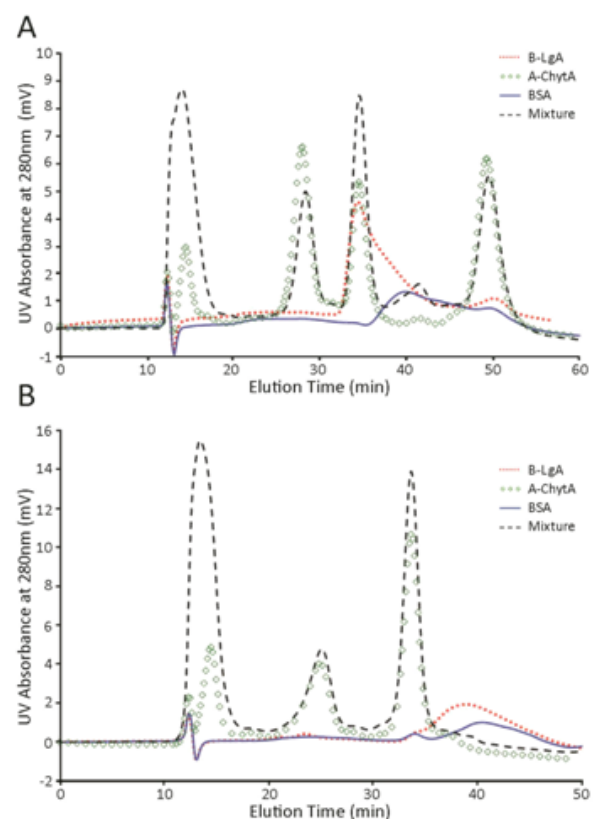 A
10
9
8
7
6
5
4
3
2
1
0
-1
UV Absorbance at 280nm (mV)
B-LgA
A-ChytA
BSA
Mixture
0 10 20 30 40 50 60
Elution Time (min)
B
16
14
12
10
8
6
4
2
0
-2
UV Absorbance at 280nm (mV)
B-LgA
A-ChytA
BSA
Mixture
0 10 20 30 40 50
Elution Time (min)